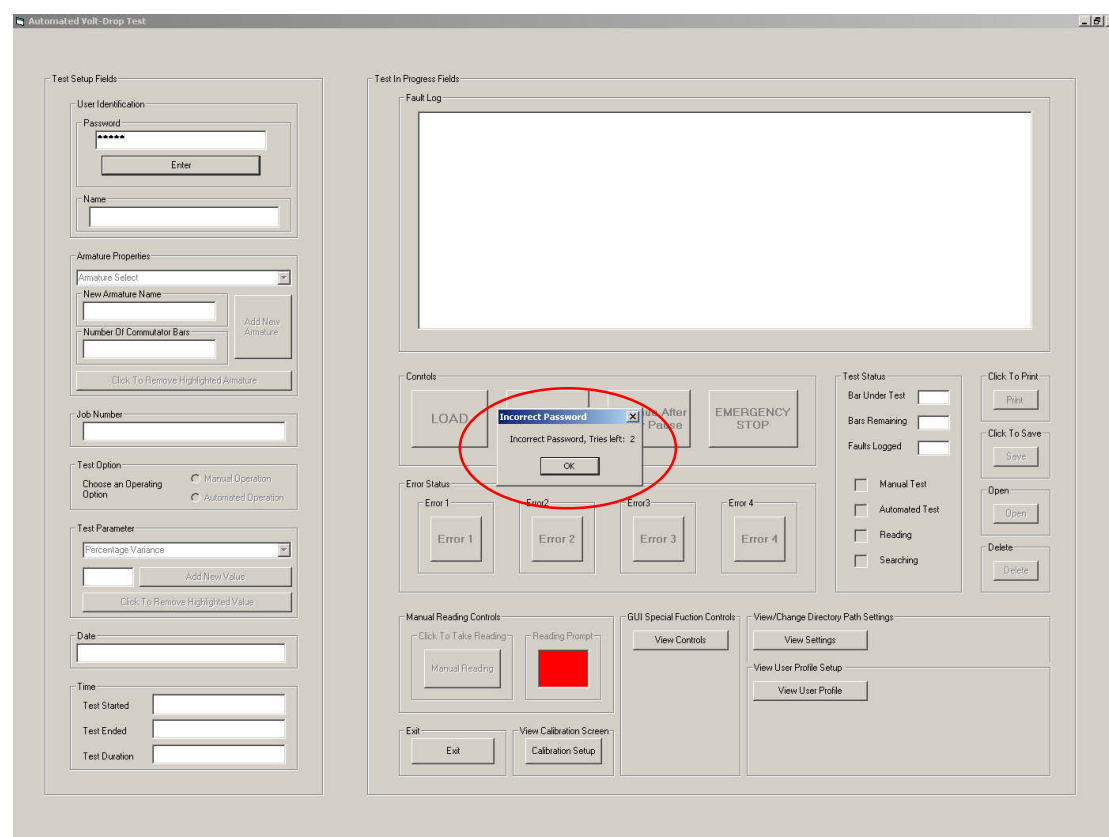 Automated Volt-Drop Test
Test Setup Fields
User Identification
Password
*****
Enter
Name
Armature Properties
Armature Select
New Armature Name
Number Of Commutator Bars
Add New
Armature
Click To Remove Highlighted Armature
Job Number
Test Option
Choose an Operating
Option
Manual Operation
Automated Operation
Test Parameter
Percentage Variance
Add New Value
Click To Remove Highlighted Value
Date
Time
Test Started
Test Ended
Test Duration
Test In Progress Fields
Fault Log
Conrtols
LOAD
After
Pause
EMERGENCY
STOP
Incorrect Password
Incorrect Password, Tries left: 2
OK
Error Status
Error 1
Error 1
Error2
Error 2
Error3
Error 3
Error 4
Error 4
Test Status
Bar Under Test
Bars Remaining
Faults Logged
Manual Test
Automated Test
Reading
Searching
Click To Print
Print
Click To Save
Save
Open
Open
Delete
Delete
Manual Reading Controls
Click To Take Reading
Manual Reading
Reading Prompt
Exit
Exit
View Calibration Screen
Calibration Setup
GUI Special Fuction Controls
View Controls
View/Change Directory Path Settings
View Settings
View User Profile Setup
View User Profile